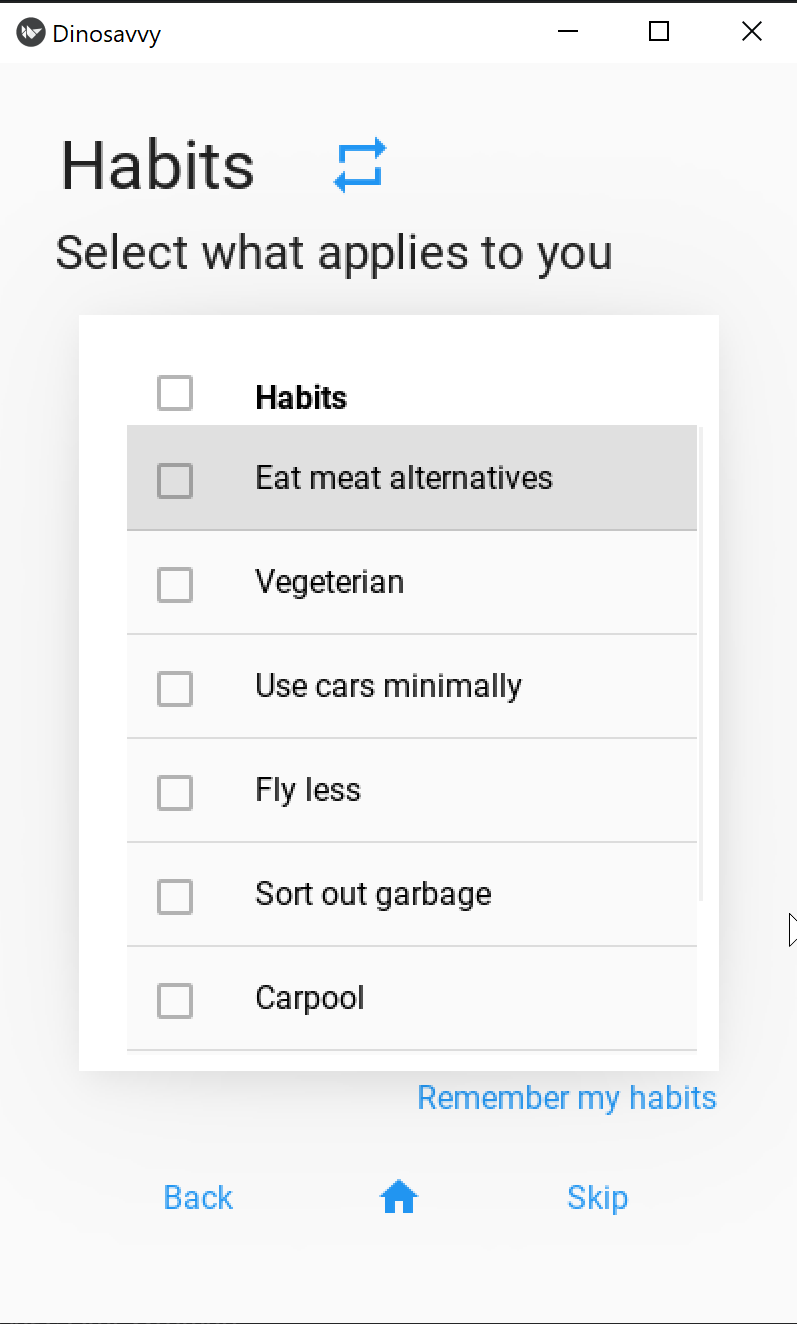 Dinosavvy
Habits
Select what applies to you
Habits
Eat meat alternatives
Vegeterian
Use cars minimally
Fly less
Sort out garbage
Carpool
Remember my habits
Back
Skip